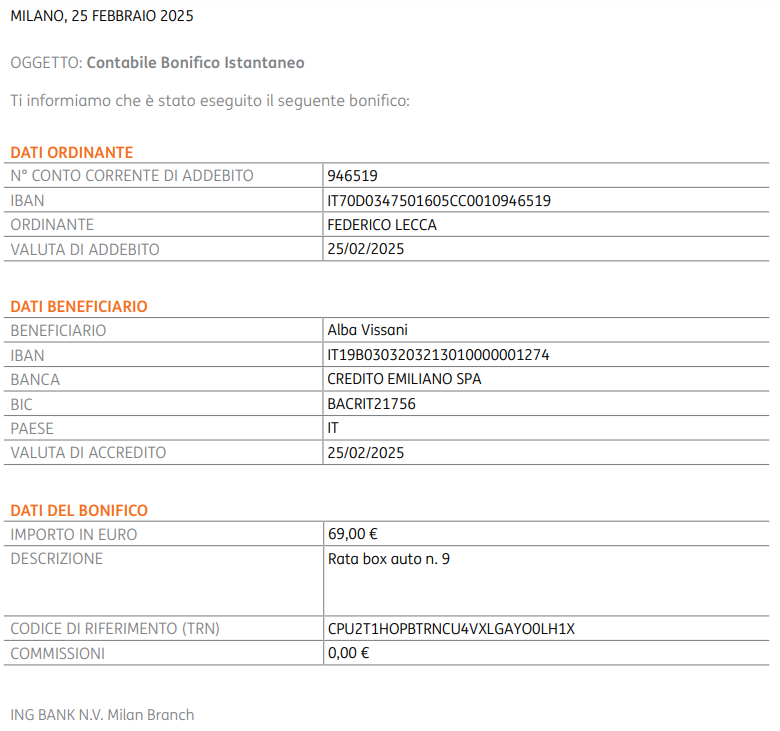 MILANO, 25 FEBBRAIO 2025
OGGETTO: Contabile Bonifico Istantaneo
Ti informiamo che è stato eseguito il seguente bonifico:
DATI ORDINANTE
N° CONTO CORRENTE DI ADDEBITO 946519
IBAN IT70D0347501605CC0010946519
ORDINANTE FEDERICO LECCA
VALUTA DI ADDEBITO 25/02/2025
DATI BENEFICIARIO
BENEFICIARIO Alba Vissani
IBAN IT19B0303203213010000001274
BANCA CREDITO EMILIANO SPA
BIC BACRIT21756
PAESE IT
VALUTA DI ACCREDITO 25/02/2025
DATI DEL BONIFICO
IMPORTO IN EURO 69,00 €
DESCRIZIONE Rata box auto n. 9
CODICE DI RIFERIMENTO (TRN) CPU2T1HOPBTRNCU4VXLGAYO0LH1X
COMMISSIONI 0,00 €
ING BANK N.V. Milan Branch